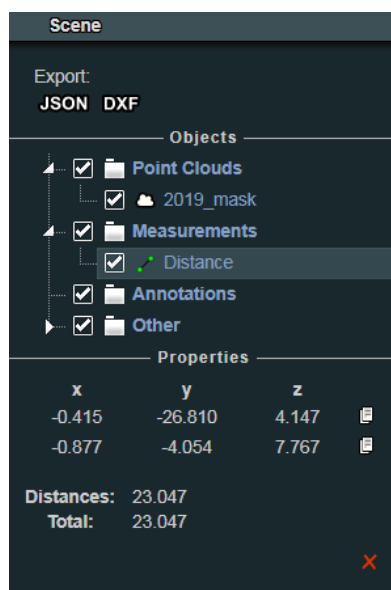 Scene
Export:
JSON DXF
Objects
Point Clouds
2019_mask
Measurements
Distance
Annotations
Other
Properties
x y z
-0.415 -26.810 4.147
-0.877 -4.054 7.767
Distances: 23.047
Total: 23.047